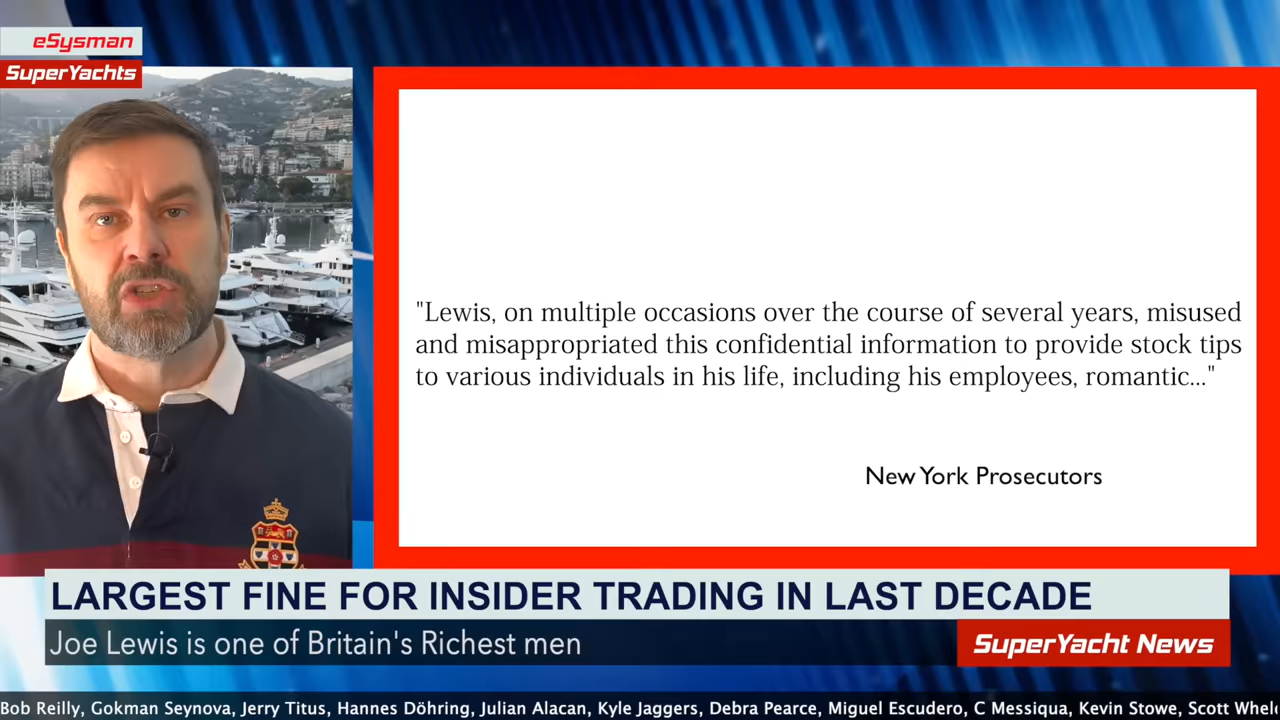 eSysman
SuperYachts
"Lewis, on multiple occasions over the course of several years, misused
and misappropriated this confidential information to provide stock tips
to various individuals in his life, including his employees, romantic..."
New York Prosecutors
LARGEST FINE FOR INSIDER TRADING IN LAST DECADE
Joe Lewis is one of Britain's Richest men
SuperYacht News
Bob Reilly, Gokman Seynova, Jerry Titus, Hannes Döhring, Julian Alacan, Kyle Jaggers, Debra Pearce, Miguel Escudero, C Messiqua, Kevin Stowe, Scott